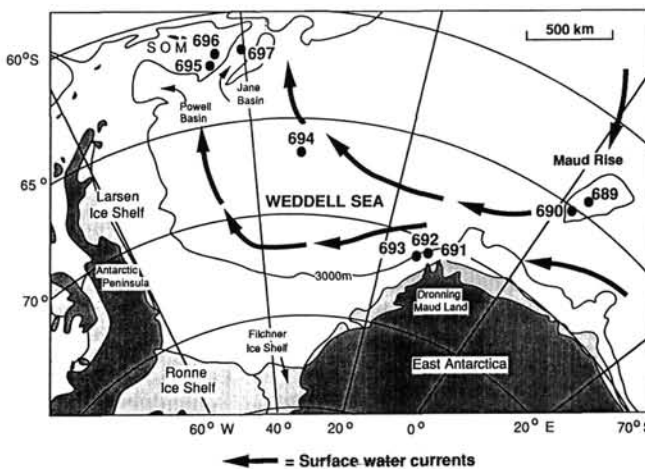 500 km
SOM
696
695
697
60°S
Powell
Basin
Jane
Basin
694
Maud Rise
689
690
65°
WEDDELL SEA
Larsen
Ice Shelf
693
692
691
3000m
Antarctic
Peninsula
70°
Dronning
Maud Land
Filchner
Ice Shelf
East Antarctica
Ronne
Ice Shelf
60° W
40°
20°
0°
20° E
70°S
= Surface water currents